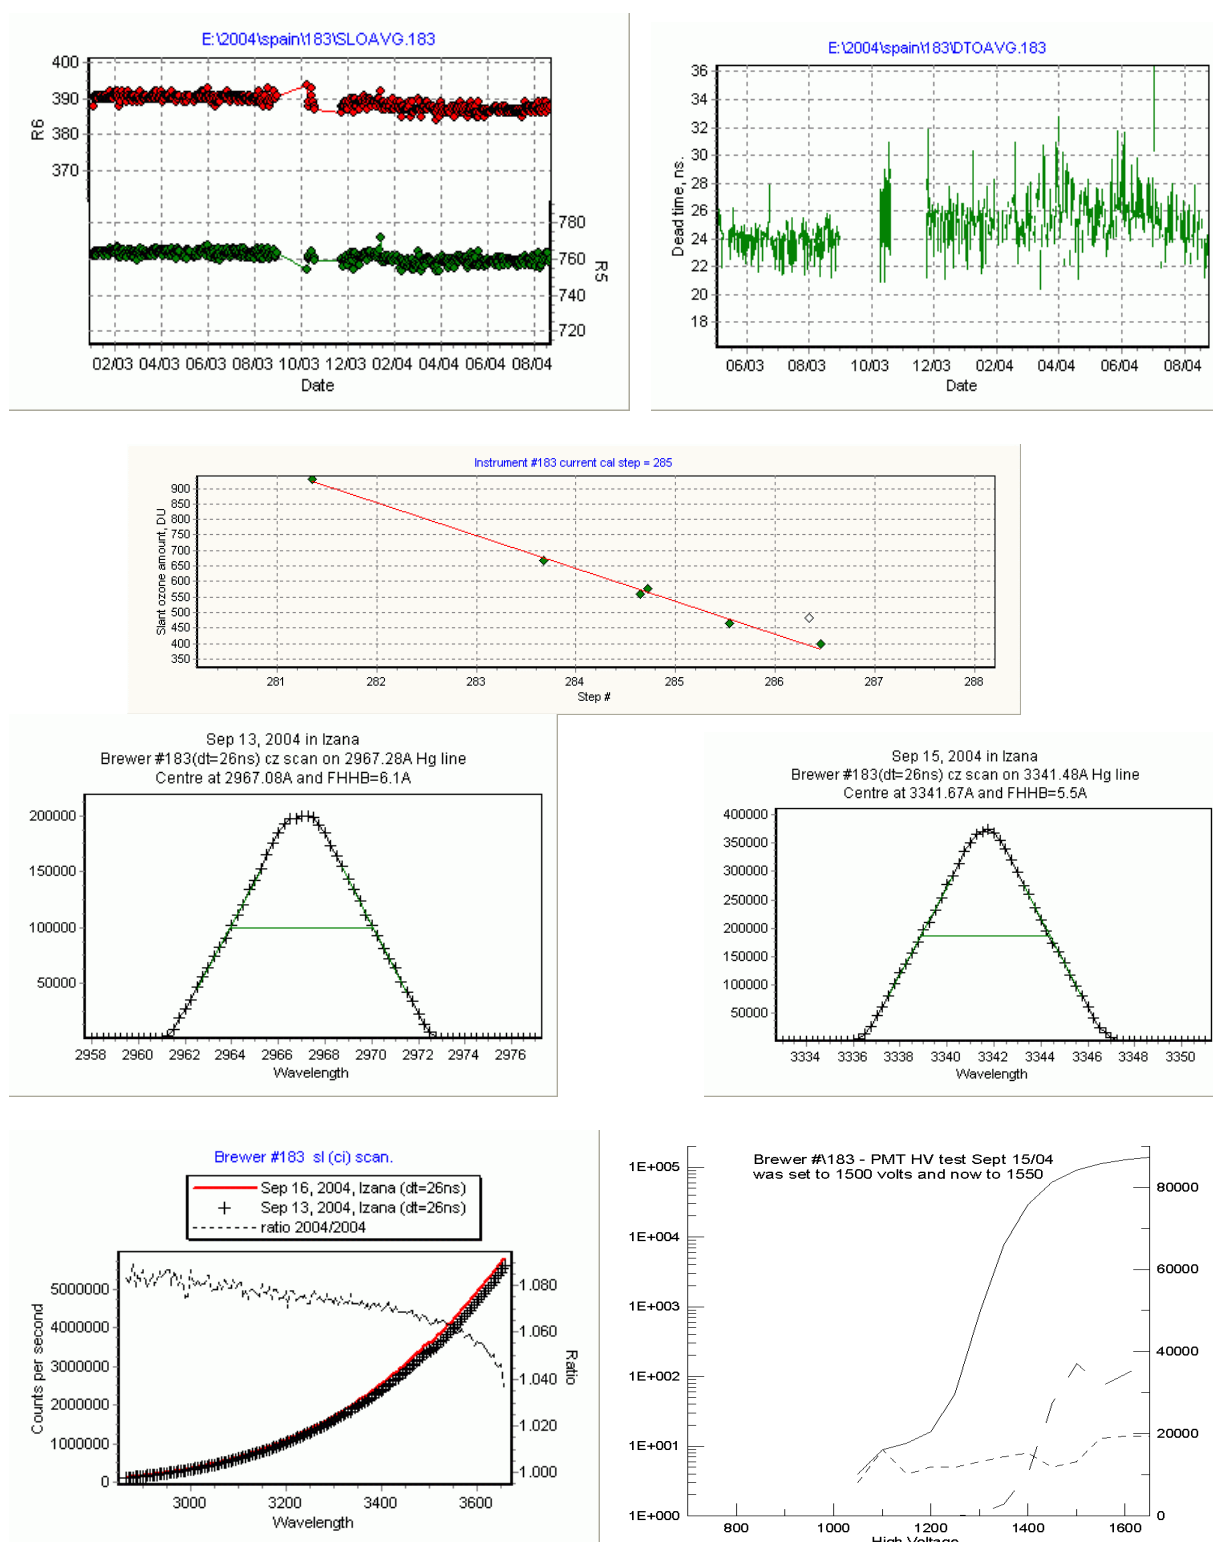 E:\2004\spain\183\SLOAVG.183
400
390
380
370
R6
780
760
740
720
R5
02/03 04/03 06/03 08/03 10/03 12/03 02/04 04/04 06/04 08/04
Date
E:\2004\spain\183\DTOAVG.183
36
34
32
30
28
26
24
22
20
18
Dead time, ns.
06/03 08/03 10/03 12/03 02/04 04/04 06/04 08/04
Date
Instrument #183 current cal step = 285
900
850
800
750
700
650
600
550
500
450
400
350
Slant ozone amount, DU
281 282 283 284 285 286 287 288
Step #
Sep 13, 2004 in Izana
Brewer #183(dt=26ns) cz scan on 2967.28A Hg line
Centre at 2967.08A and FHHB=6.1A
200000
150000
100000
50000
2958 2960 2962 2964 2966 2968 2970 2972 2974 2976
Wavelength
Sep 15, 2004 in Izana
Brewer #183(dt=26ns) cz scan on 3341.48A Hg line
Centre at 3341.67A and FHHB=5.5A
400000
350000
300000
250000
200000
150000
100000
50000
3334 3336 3338 3340 3342 3344 3346 3348 3350
Wavelength
Brewer #183 sl (ci) scan.
Sep 16, 2004, Izana (dt=26ns)
Sep 13, 2004, Izana (dt=26ns)
ratio 2004/2004
5000000
4000000
3000000
2000000
1000000
0
Counts per second
1.080
1.060
1.040
1.020
1.000
Ratio
3000 3200 3400 3600
Wavelength
Brewer #\183 - PMT HV test Sept 15/04
was set to 1500 volts and now to 1550
1E+005
1E+004
1E+003
1E+002
1E+001
1E+000
80000
60000
40000
20000
0
800 1000 1200 1400 1600
High Voltage